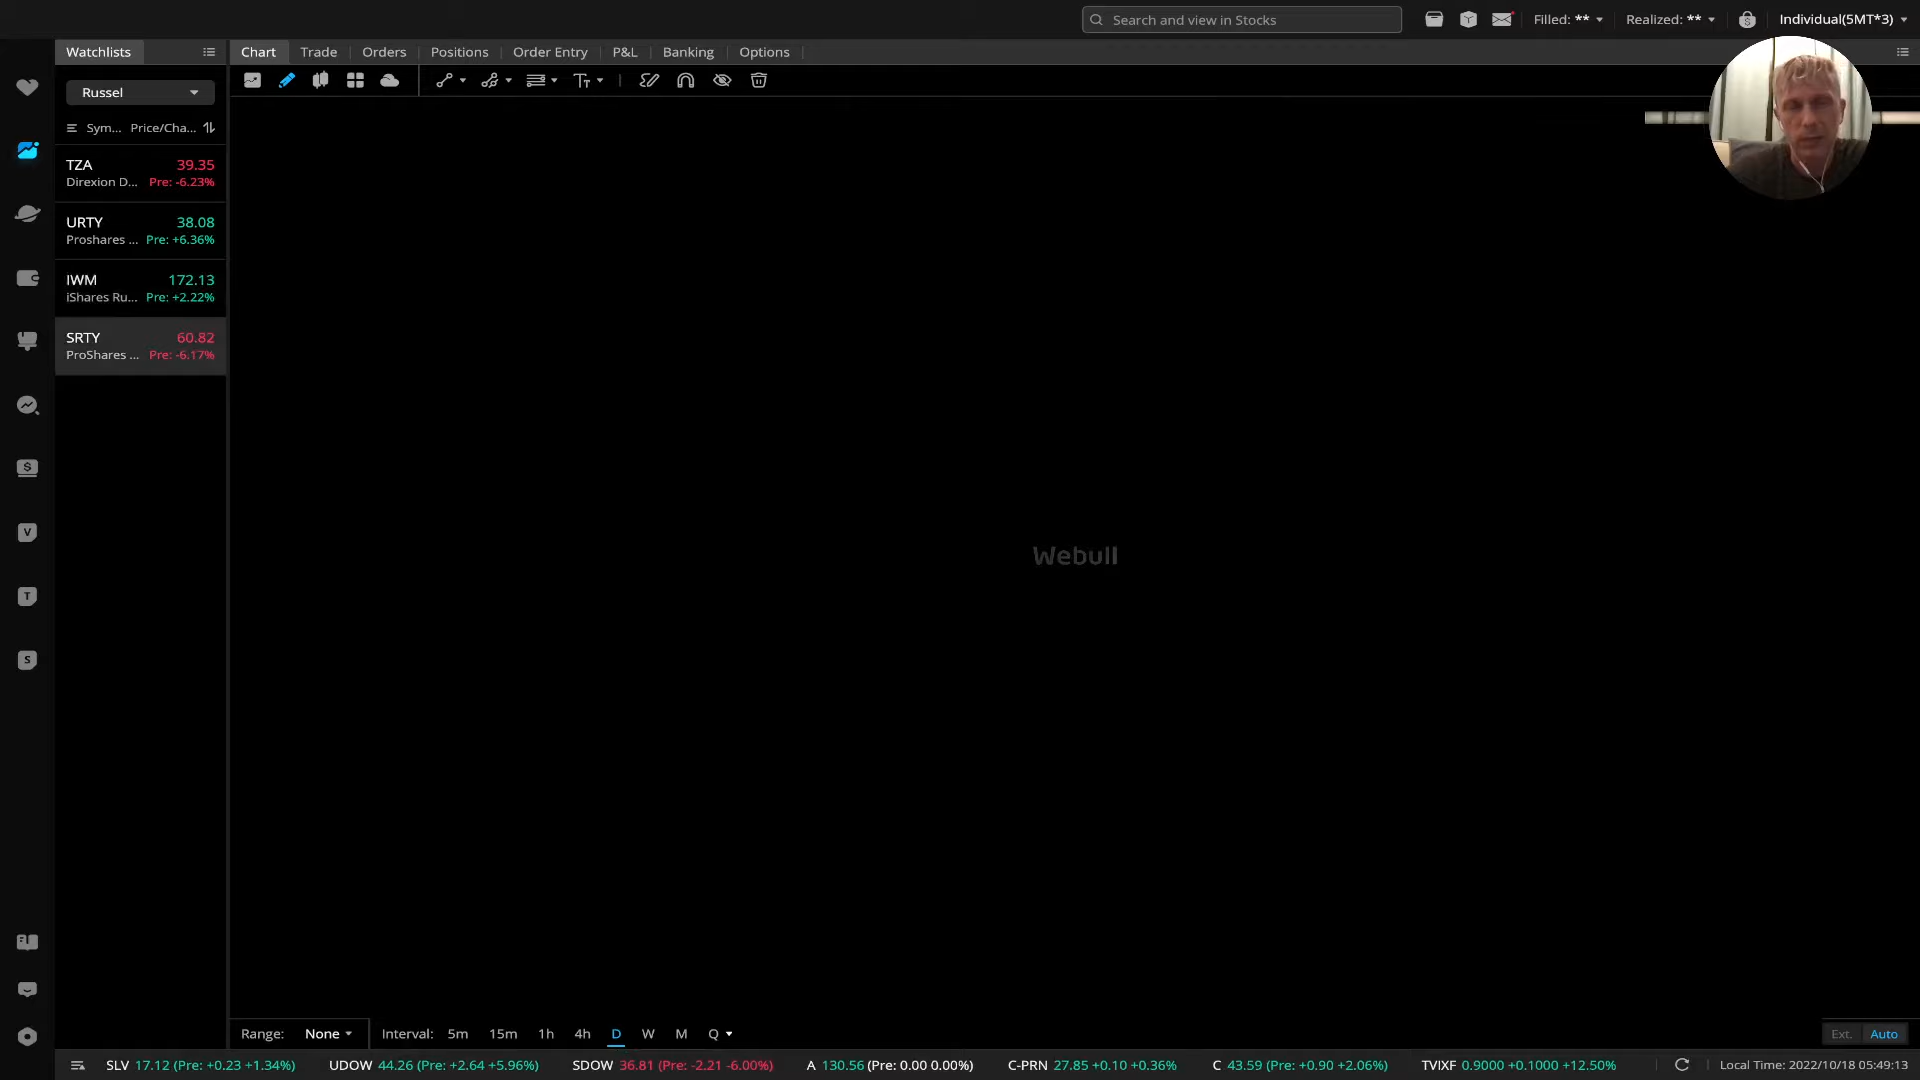 Search and view in Stocks
Filled: **
Realized: **
Individual(5MT*3)
Watchlists
Chart
Trade
Orders
Positions
Order Entry
P&L
Banking
Options
Russel
Sym...
Price/Cha...
TZA
39.35
Direxion D...
Pre: -6.23%
URTY
38.08
Proshares ...
Pre: +6.36%
IWM
172.13
iShares Ru...
Pre: +2.22%
SRTY
60.82
ProShares ...
Pre: -6.17%
Webull
Range:
None
Interval:
5m
15m
1h
4h
D
W
M
Q
Ext.
Auto
SLV 17.12 (Pre: +0.23 +1.34%)
UDOW 44.26 (Pre: +2.64 +5.96%)
SDOW 36.81 (Pre: -2.21 -6.00%)
A 130.56 (Pre: 0.00 0.00%)
C-PRN 27.85 +0.10 +0.36%
C 43.59 (Pre: +0.90 +2.06%)
TVIXF 0.9000 +0.1000 +12.50%
Local Time: 2022/10/18 05:49:13